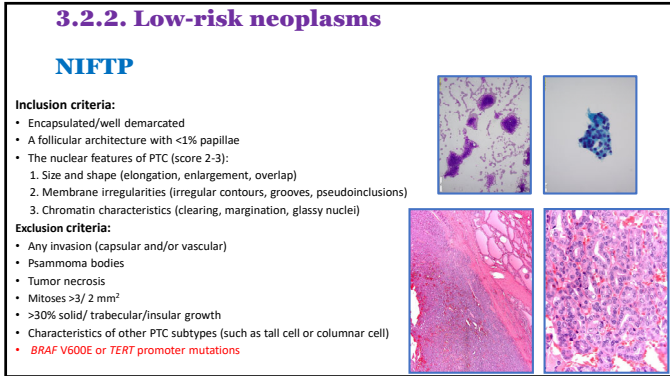 3.2.2. Low-risk neoplasms
NIFTP
Inclusion criteria:
• Encapsulated/well demarcated
• A follicular architecture with <1% papillae
• The nuclear features of PTC (score 2-3):
1. Size and shape (elongation, enlargement, overlap)
2. Membrane irregularities (irregular contours, grooves, pseudoinclusions)
3. Chromatin characteristics (clearing, margination, glassy nuclei)
Exclusion criteria:
• Any invasion (capsular and/or vascular)
• Psammoma bodies
• Tumor necrosis
• Mitoses >3/ 2 mm²
• >30% solid/ trabecular/insular growth
• Characteristics of other PTC subtypes (such as tall cell or columnar cell)
• BRAF V600E or TERT promoter mutations